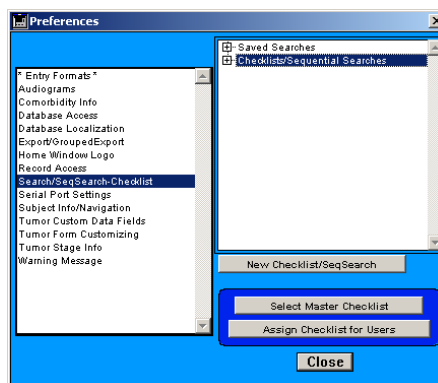 Preferences
* Entry Formats *
Audiograms
Comorbidity Info
Database Access
Database Localization
Export/GroupedExport
Home Window Logo
Record Access
Search/SeqSearch-Checklist
Serial Port Settings
Subject Info/Navigation
Tumor Custom Data Fields
Tumor Form Customizing
Tumor Stage Info
Warning Message
Saved Searches
Checklists/Sequential Searches
New Checklist/SeqSearch
Select Master Checklist
Assign Checklist for Users
Close